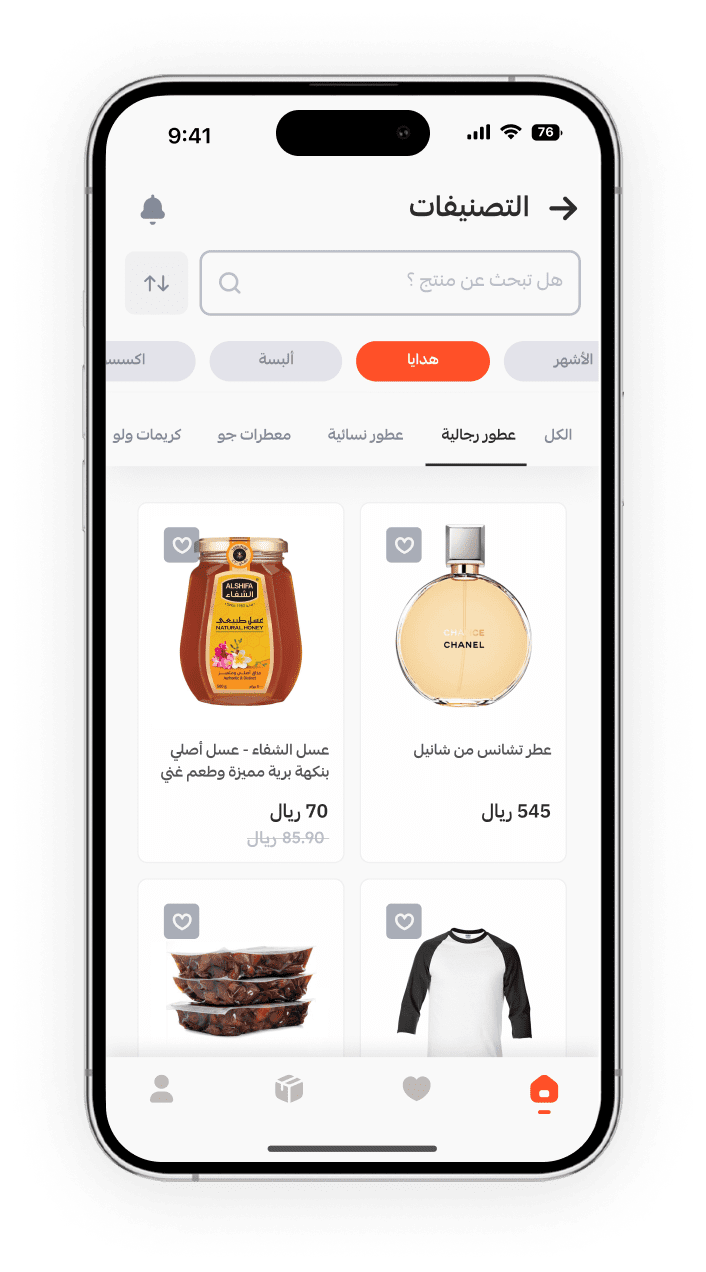 9:41
76
التصنيفات
هل تبحث عن منتج ؟
الأشهر
هدايا
ألبسة
اكسس
الكل
عطور رجالية
عطور نسائية
معطرات جو
كريمات ولو
CHANCE
CHANEL
عطر تشانس من شانيل
545 ريال
ALSHIFA
الشفاء
عسل طبيعي
NATURAL HONEY
عسل الشفاء - عسل أصلي
بنكهة برية مميزة وطعم غني
70 ريال
85.90 ريال